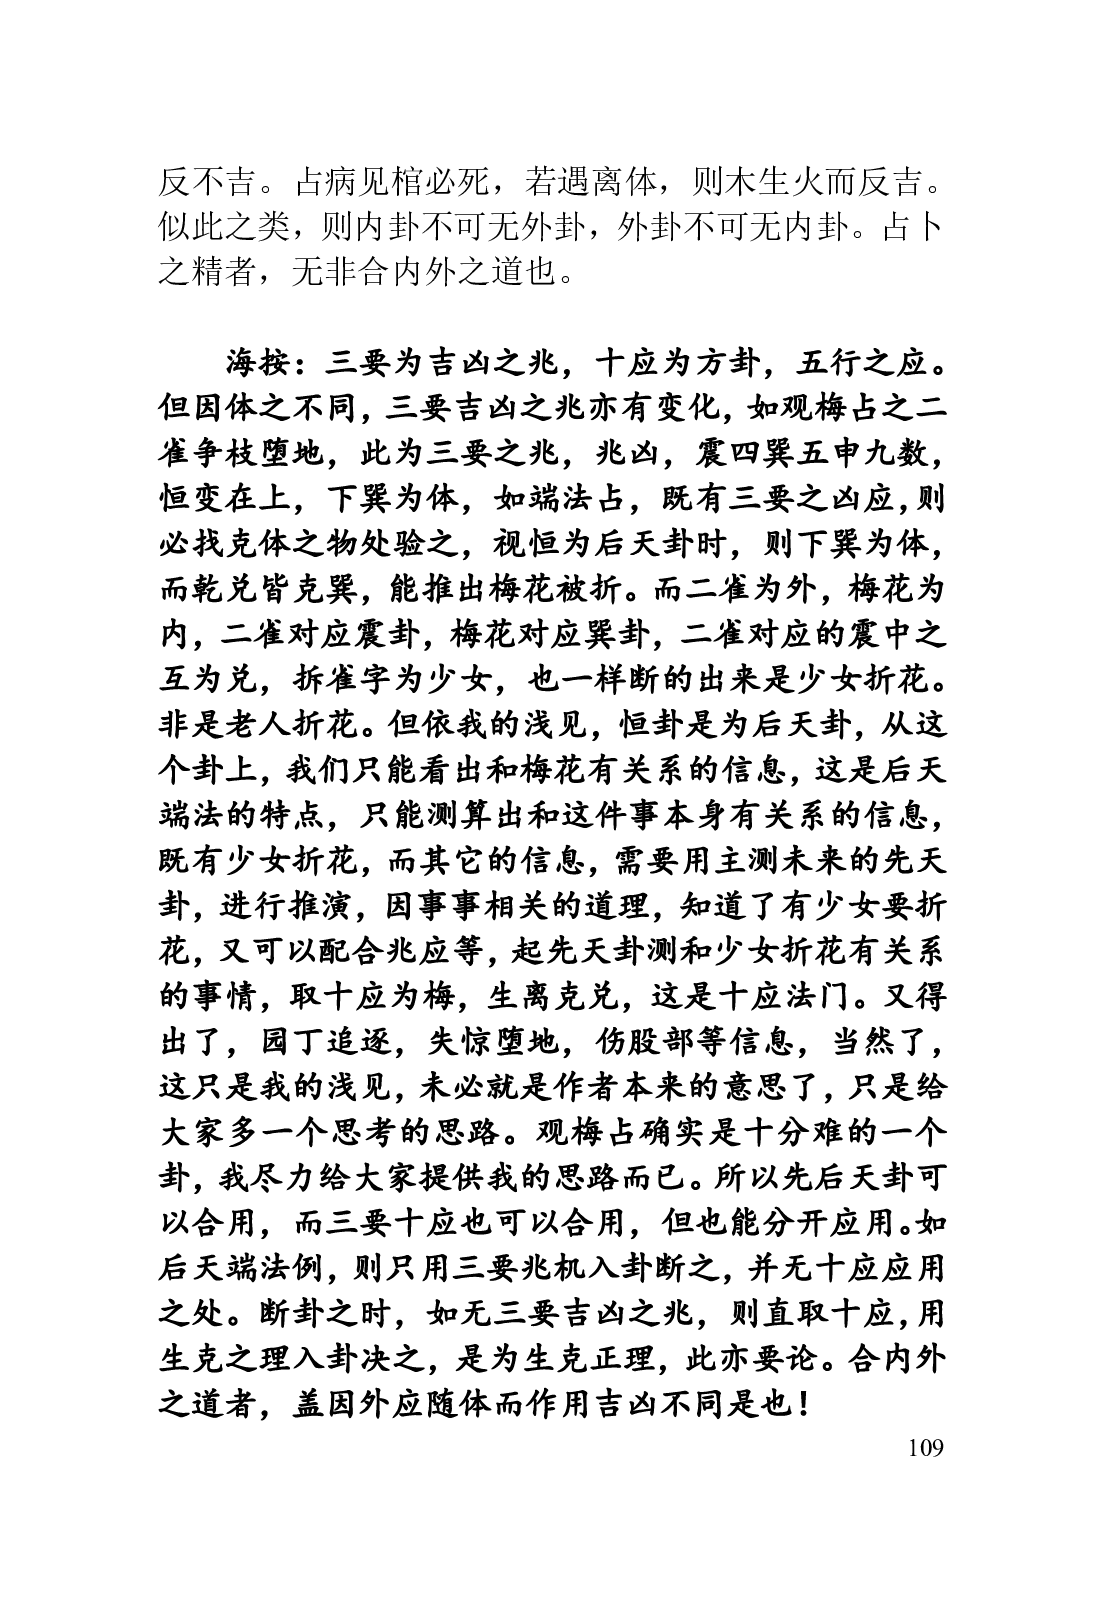 反不吉。占病见棺必死，若遇离体，则木生火而反吉。
似此之类，则内卦不可无外卦，外卦不可无内卦。占卜
之精者，无非合内外之道也。
海按：三要为吉凶之兆，十应为方卦，五行之应。
但因体之不同，三要吉凶之兆亦有变化，如观梅占之二
雀争枝堕地，此为三要之兆，兆凶，震四巽五申九数，
恒变在上，下巽为体，如端法占，既有三要之凶应，则
必找克体之物处验之，视恒为后天卦时，则下巽为体，
而乾兑皆克巽，能推出梅花被折。而二雀为外，梅花为
内，二雀对应震卦，梅花对应巽卦，二雀对应的震中之
互为兑，拆雀字为少女，也一样断的出来是少女折花。
非是老人折花。但依我的浅见，恒卦是为后天卦，从这
个卦上，我们只能看出和梅花有关系的信息，这是后天
端法的特点，只能测算出和这件事本身有关系的信息，
既有少女折花，而其它的信息，需要用主测未来的先天
卦，进行推演，因事事相关的道理，知道了有少女要折
花，又可以配合兆应等，起先天卦测和少女折花有关系
的事情，取十应为梅，生离克兑，这是十应法门。又得
出了，园丁追逐，失惊堕地，伤股部等信息，当然了，
这只是我的浅见，未必就是作者本来的意思了，只是给
大家多一个思考的思路。观梅占确实是十分难的一个
卦，我尽力给大家提供我的思路而已。所以先后天卦可
以合用，而三要十应也可以合用，但也能分开应用。如
后天端法例，则只用三要兆机入卦断之，并无十应应用
之处。断卦之时，如无三要吉凶之兆，则直取十应，用
生克之理入卦决之，是为生克正理，此亦要论。合内外
之道者，盖因外应随体而作用吉凶不同是也！
109